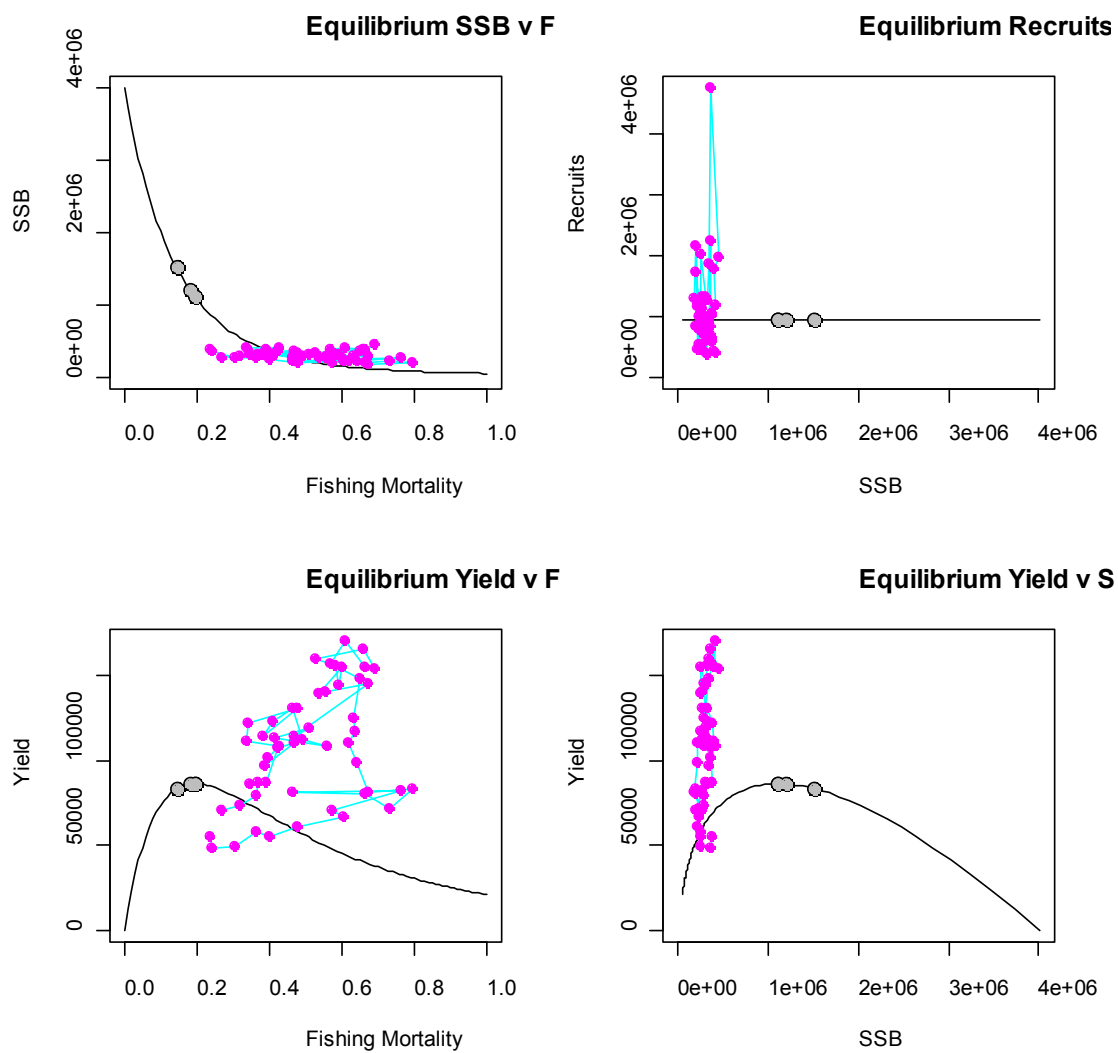 Equilibrium SSB v F
SSB
0e+00
2e+06
4e+06
0.0 0.2 0.4 0.6 0.8 1.0
Fishing Mortality
Equilibrium Recruits
Recruits
0e+00
2e+06
4e+06
0e+00 1e+06 2e+06 3e+06 4e+06
SSB
Equilibrium Yield v F
Yield
0
50000
100000
0.0 0.2 0.4 0.6 0.8 1.0
Fishing Mortality
Equilibrium Yield v S
Yield
0
50000
100000
0e+00 1e+06 2e+06 3e+06 4e+06
SSB